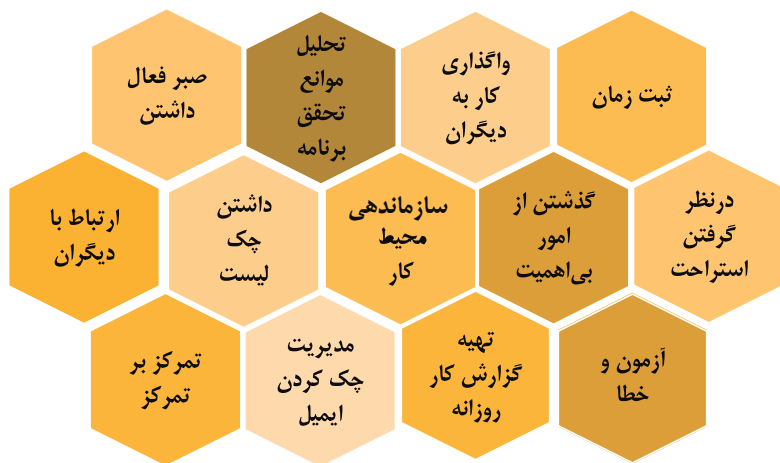 ثبت زمان
واگذاری
کار به
دیگران
تحلیل
موانع
تحقق
برنامه
صبر فعال
داشتن
درنظر
گرفتن
استراحت
گذشتن از
امور
بی‌اهمیت
سازماندهی
محیط
کار
داشتن
چک
لیست
ارتباط با
دیگران
آزمون و
خطا
تهیه
گزارش کار
روزانه
مدیریت
چک کردن
ایمیل
تمرکز بر
تمرکز